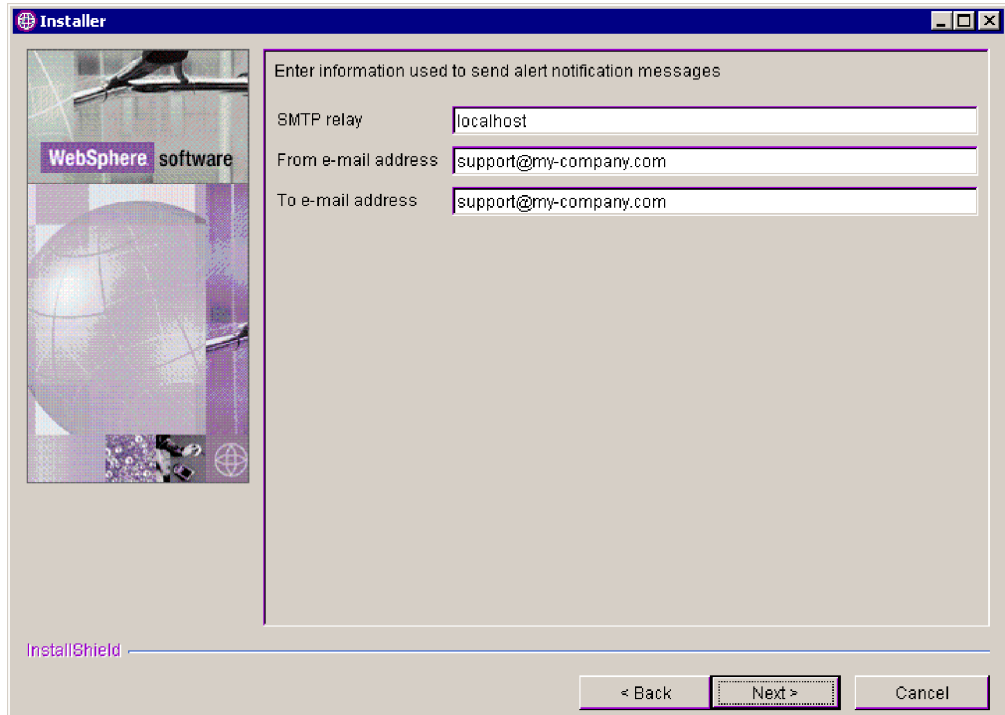 Installer
WebSphere software
Enter information used to send alert notification messages
SMTP relay
localhost
From e-mail address
support@my-company.com
To e-mail address
support@my-company.com
InstallShield
< Back
Next >
Cancel